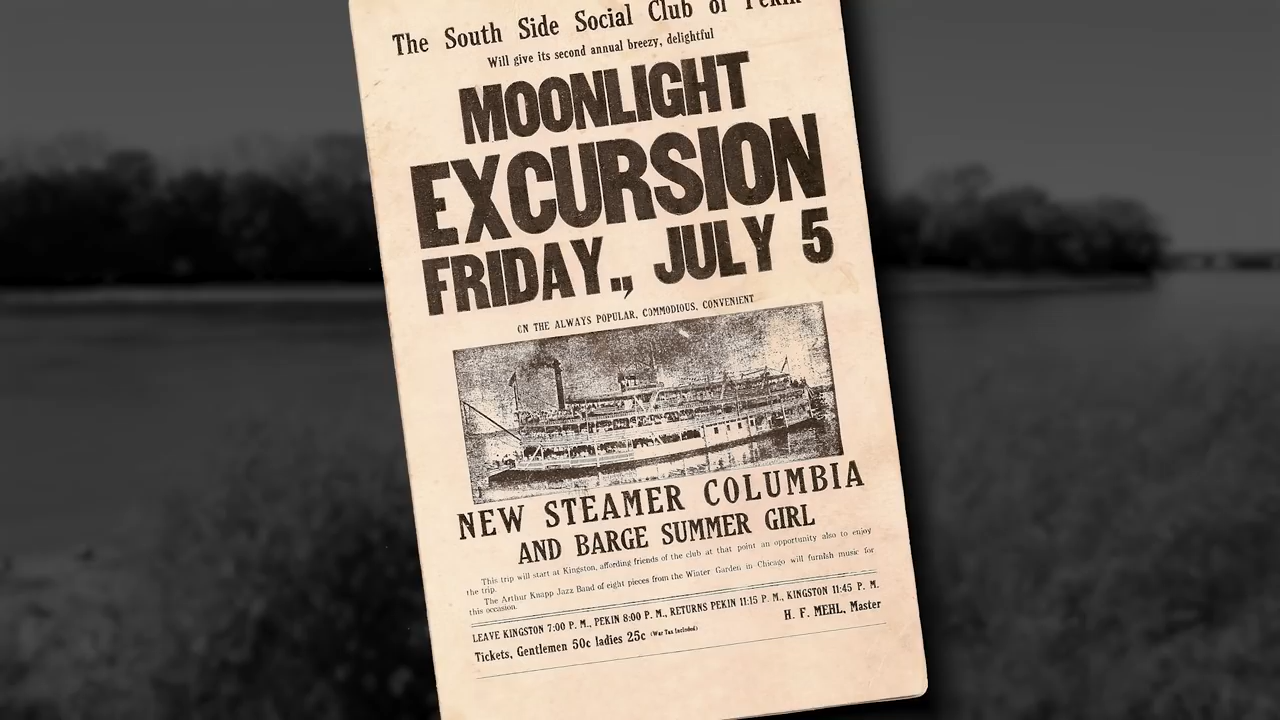 The South Side Social Club of Pekin
Will give its second annual breezy, delightful
MOONLIGHT
EXCURSION
FRIDAY., JULY 5
ON THE ALWAYS POPULAR, COMMODIOUS, CONVENIENT
NEW STEAMER COLUMBIA
AND BARGE SUMMER GIRL
This trip will start at Kingston, affording friends of the club at that point an opportunity also to enjoy
the trip.
The Arthur Knapp Jazz Band of eight pieces from the Winter Garden in Chicago will furnish music for
this occasion.
LEAVE KINGSTON 7:00 P. M., PEKIN 8:00 P. M., RETURNS PEKIN 11:15 P. M., KINGSTON 11:45 P. M.
Tickets, Gentlemen 50c ladies 25c (War Tax Included)
H. F. MEHL, Master